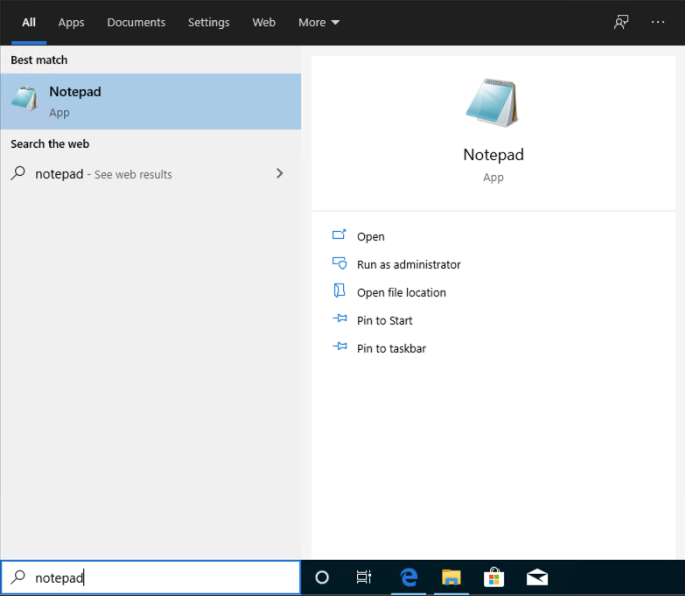 All Apps Documents Settings Web More
Best match
Notepad
App
Search the web
notepad - See web results
Notepad
App
Open
Run as administrator
Open file location
Pin to Start
Pin to taskbar
notepad